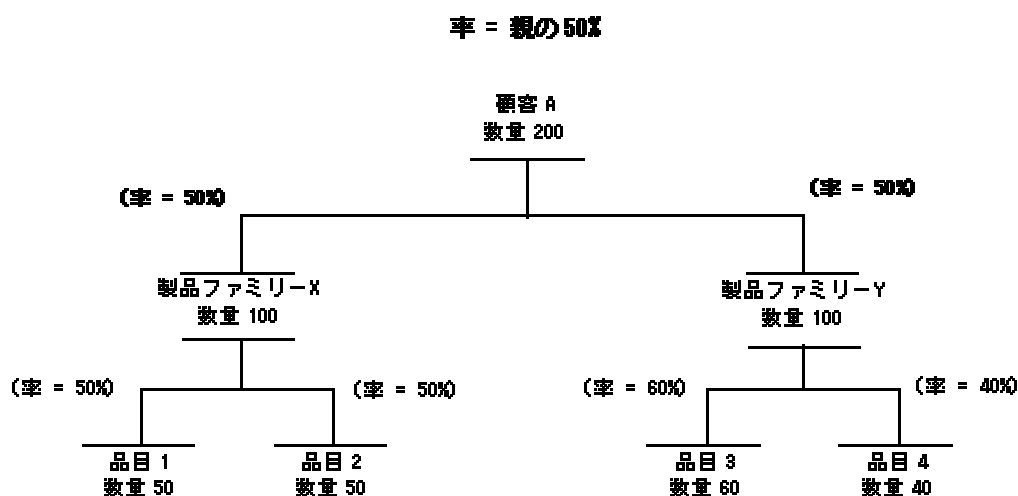 率 = 親の50%
顧客 A
数量 200
(率 = 50%)
(率 = 50%)
製品ファミリーX
数量 100
製品ファミリーY
数量 100
(率 = 50%)
(率 = 50%)
(率 = 60%)
(率 = 40%)
品目 1
数量 50
品目 2
数量 50
品目 3
数量 60
品目 4
数量 40